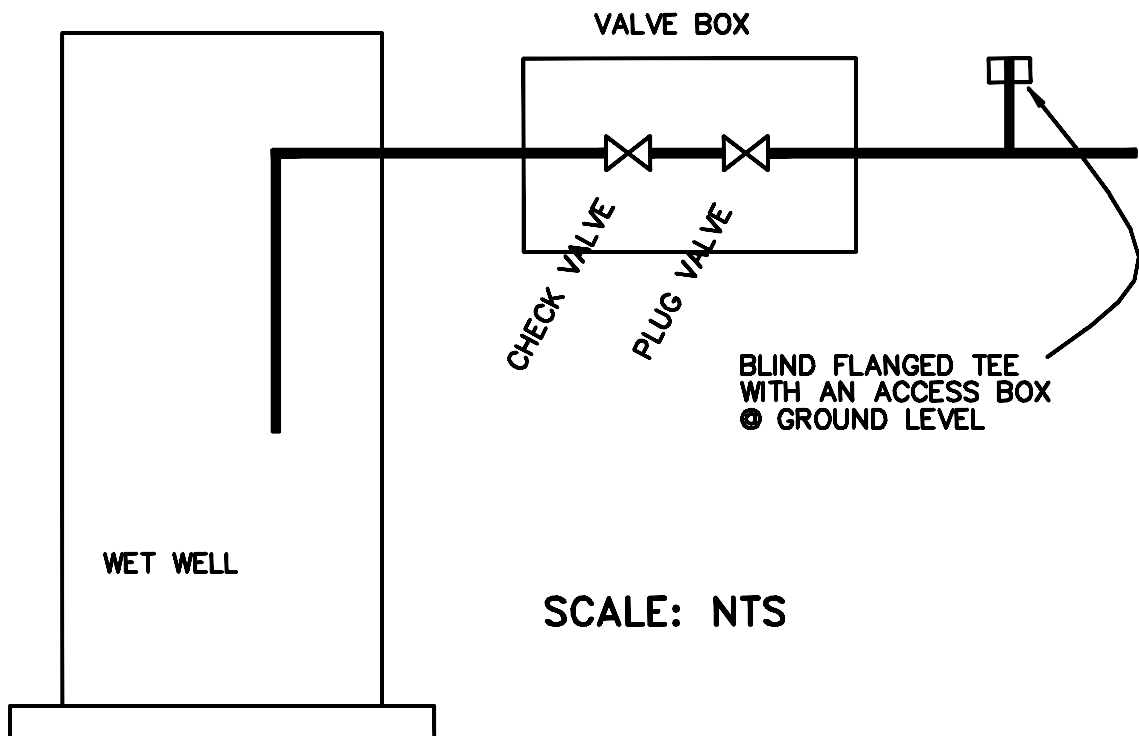 VALVE BOX
CHECK VALVE
PLUG VALVE
BLIND FLANGED TEE
WITH AN ACCESS BOX
@ GROUND LEVEL
WET WELL
SCALE: NTS